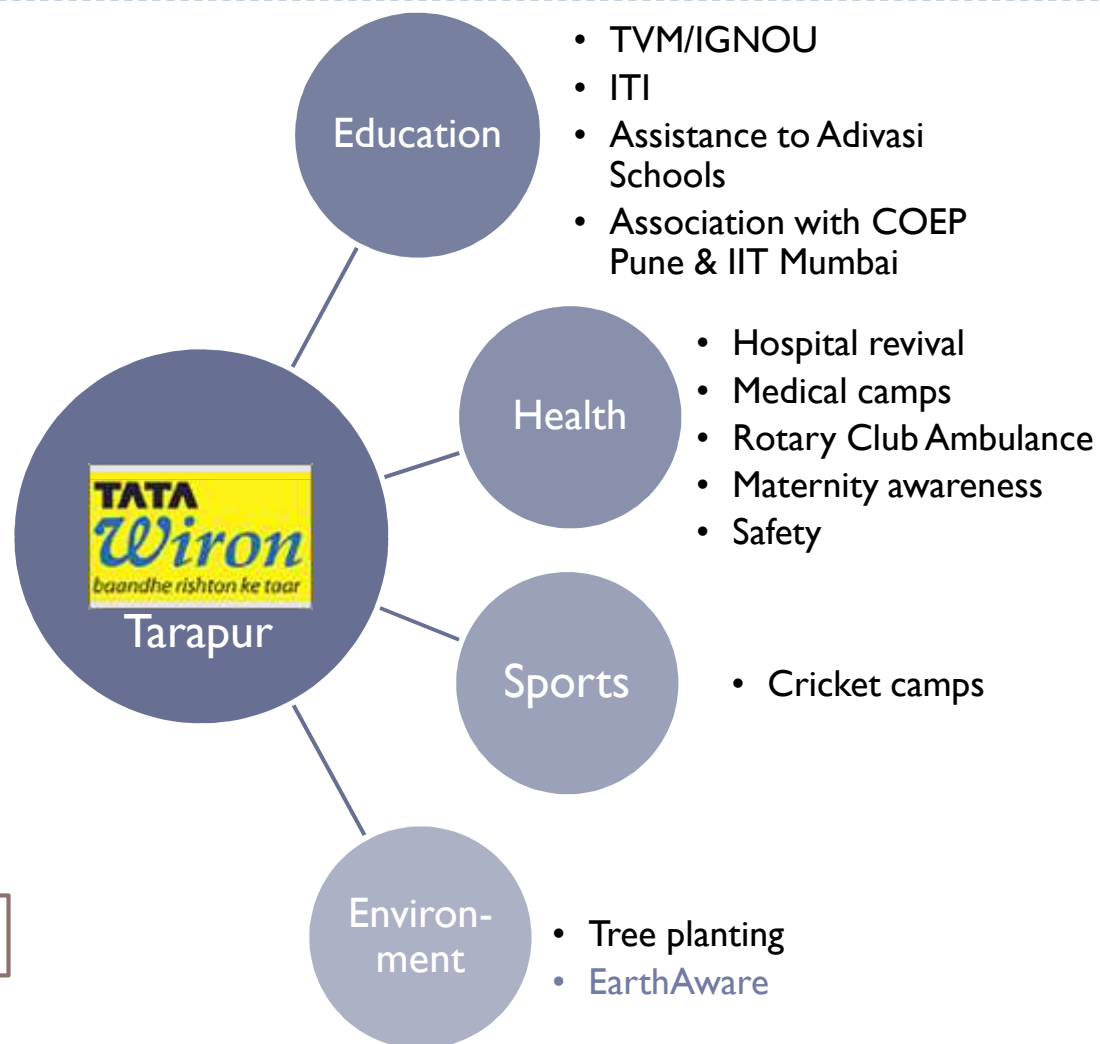 Education
• TVM/IGNOU
• ITI
• Assistance to Adivasi
Schools
• Association with COEP
Pune & IIT Mumbai
Health
• Hospital revival
• Medical camps
• Rotary Club Ambulance
• Maternity awareness
• Safety
TATA
Wiron
baandhe rishton ke taar
Tarapur
Sports
• Cricket camps
Environ-
ment
• Tree planting
• EarthAware